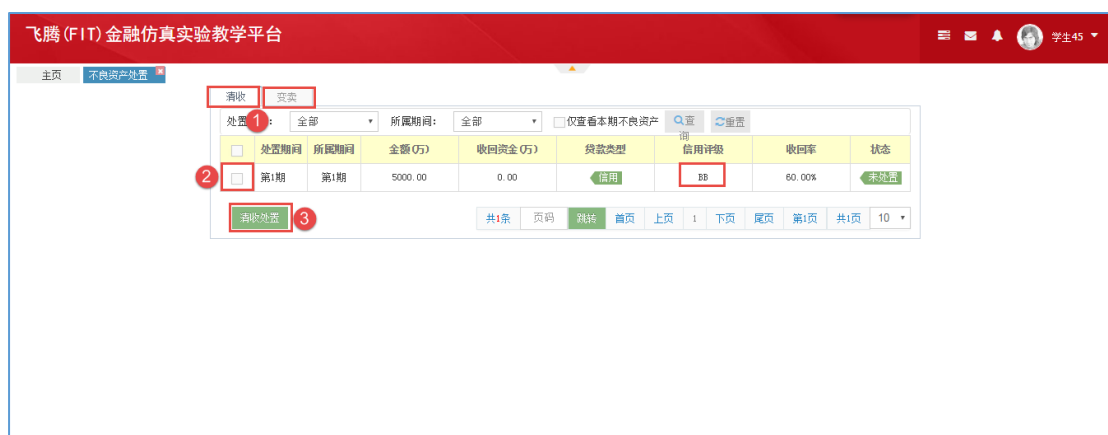 飞腾(FIT)金融仿真实验教学平台 学生45
主页 不良资产处置
清收 变卖
处置 1 : 全部 所属期间: 全部 仅查看本期不良资产 查询 重置
处置期间 所属期间 金额(万) 收回资金(万) 贷款类型 信用评级 收回率 状态
2 第1期 第1期 5000.00 0.00 信用 BB 60.00% 未处置
清收处置 3 共1条 页码 跳转 首页 上页 1 下页 尾页 第1页 共1页 10